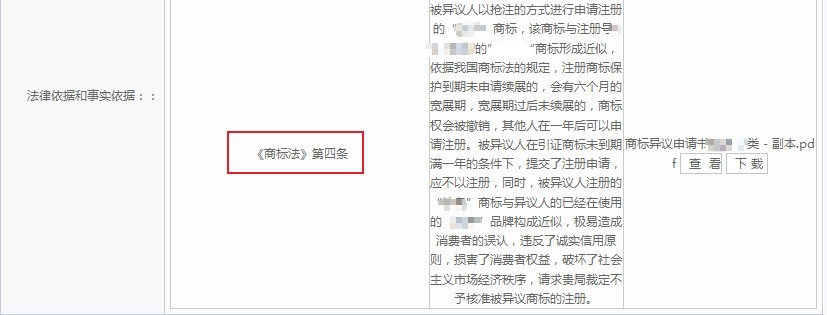 被异议人以抢注的方式进行申请注册
的“ 商标，该商标与注册号
的“ “商标形成近似，
依据我国商标法的规定，注册商标保
护到期未申请续展的，会有六个月的
宽展期，宽展期过后未续展的，商标
权会被撤销，其他人在一年后可以申
请注册。被异议人在引证商标未到期
满一年的条件下，提交了注册申请，
应不以注册，同时，被异议人注册的
“ ”商标与异议人的已经在使用
的 ”品牌构成近似，极易造成
消费者的误认，违反了诚实信用原
则，损害了消费者权益，破坏了社会
主义市场经济秩序，请求贵局裁定不
予核准被异议商标的注册。
法律依据和事实依据：：
《商标法》第四条
商标异议申请书 类 - 副本.pd
f 查 看 下 载